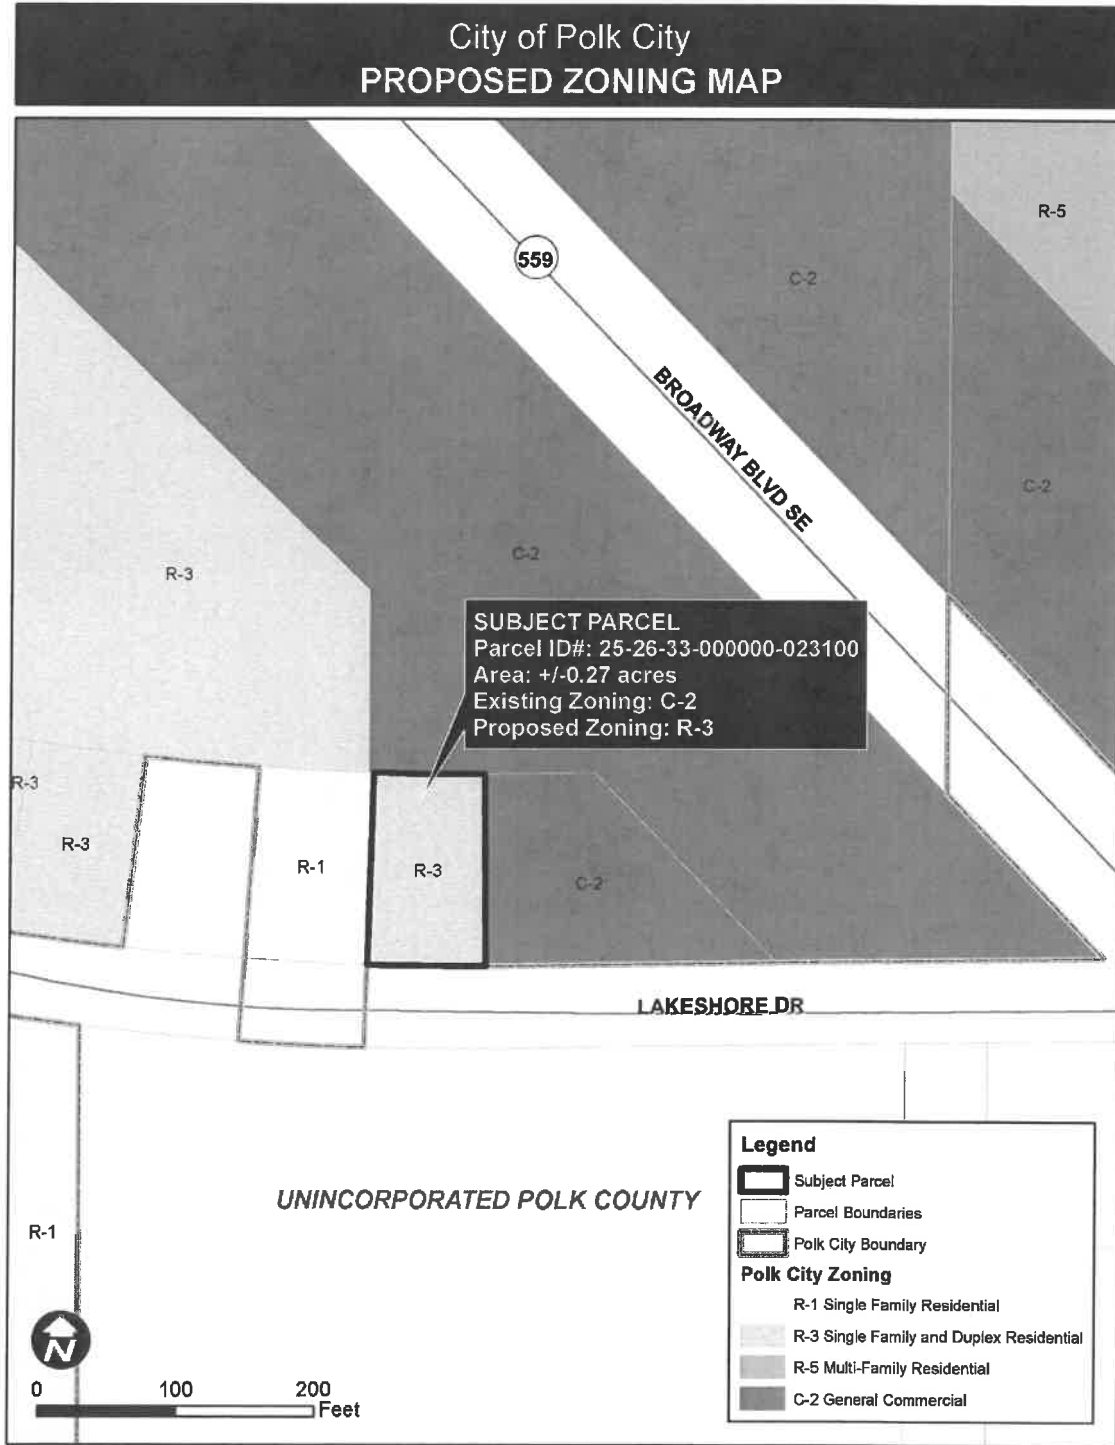 City of Polk City
PROPOSED ZONING MAP
R-5
559
C-2
BROADWAY BLVD SE
C-2
C-2
R-3
SUBJECT PARCEL
Parcel ID#: 25-26-33-000000-023100
Area: +/-0.27 acres
Existing Zoning: C-2
Proposed Zoning: R-3
R-3
R-3
R-1
R-3
C-2
LAKESHORE DR
UNINCORPORATED POLK COUNTY
R-1
N
0 100 200
Feet
Legend
Subject Parcel
Parcel Boundaries
Polk City Boundary
Polk City Zoning
R-1 Single Family Residential
R-3 Single Family and Duplex Residential
R-5 Multi-Family Residential
C-2 General Commercial